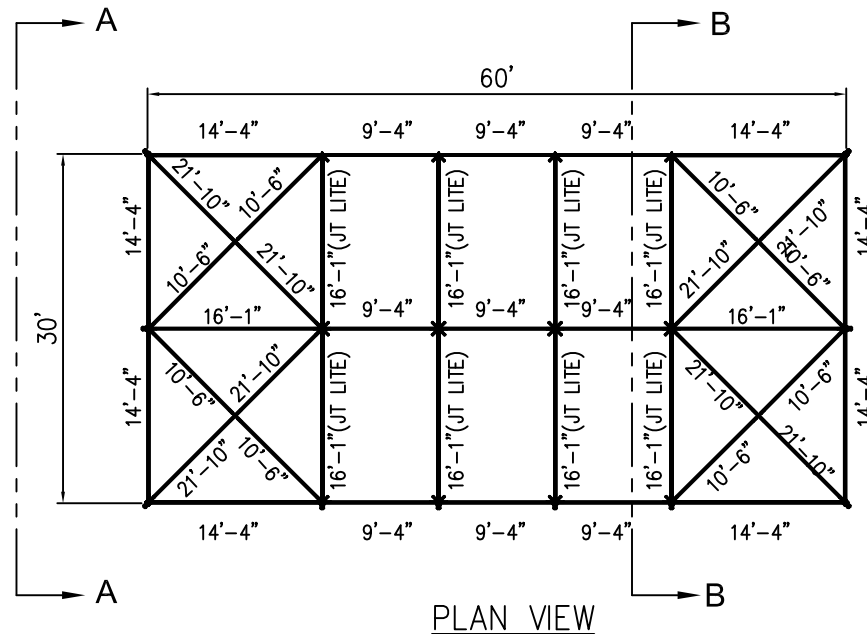 A B
60'
14'-4" 9'-4" 9'-4" 9'-4" 14'-4"
21'-10" 10'-6" 10'-6" 21'-10"
14'-4" 16'-1"(JT LITE) 16'-1"(JT LITE) 16'-1"(JT LITE) 16'-1"(JT LITE) 14'-4"
10'-6" 21'-10" 21'-10" 10'-6"
30'
16'-1" 9'-4" 9'-4" 9'-4" 16'-1"
10'-6" 21'-10" 21'-10" 10'-6"
14'-4" 16'-1"(JT LITE) 16'-1"(JT LITE) 16'-1"(JT LITE) 16'-1"(JT LITE) 14'-4"
21'-10" 10'-6" 10'-6" 21'-10"
14'-4" 9'-4" 9'-4" 9'-4" 14'-4"
A B
PLAN VIEW